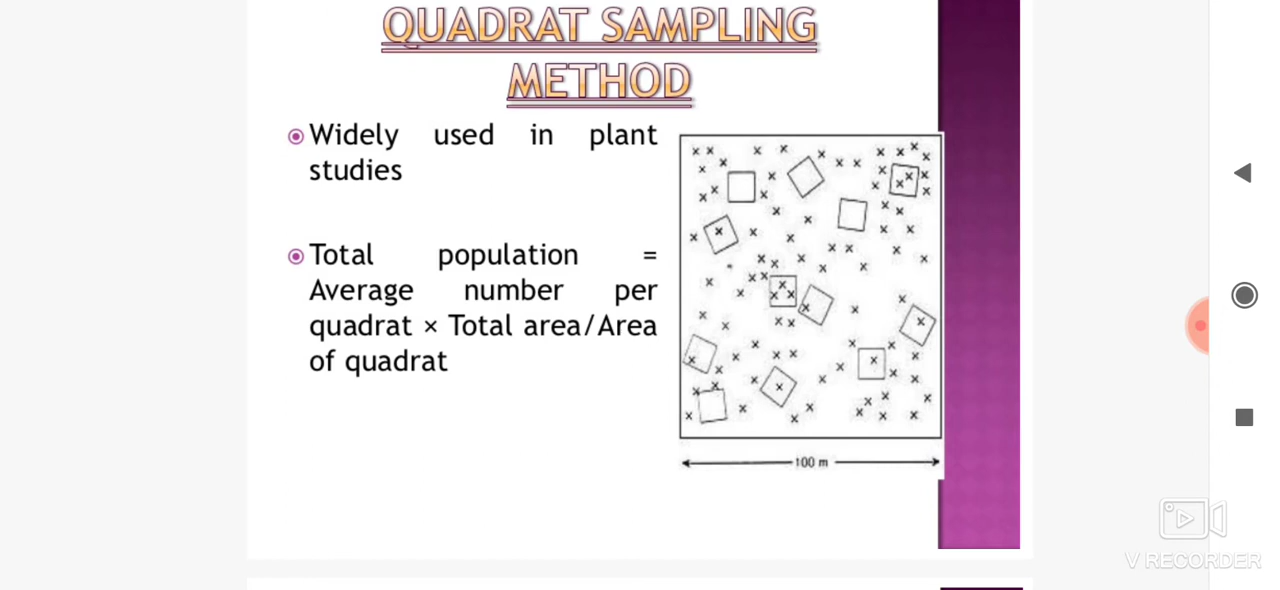 QUADRAT SAMPLING
METHOD
Widely used in plant
studies
Total population =
Average number per
quadrat × Total area/Area
of quadrat
100 m
V RECORDER